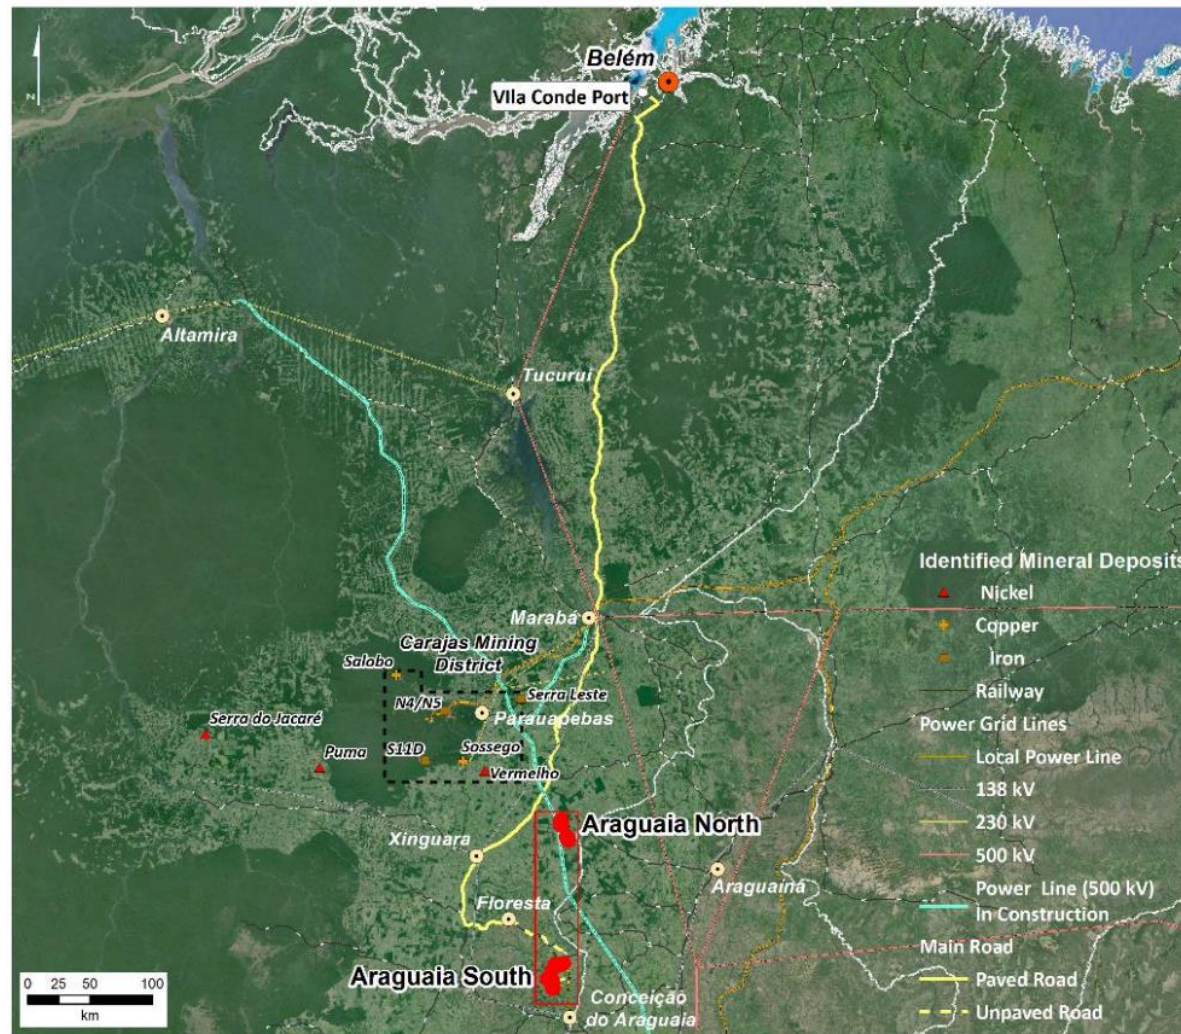 N
Belém
VIla Conde Port
Altamira
Tucuruí
Marabá
Carajas Mining
District
Salobo
N4/N5
Serra Leste
Parauapebas
Serra do Jacaré
Puma
S11D
Sossego
Vermelho
Araguaia North
Xinguara
Floresta
Araguaína
Araguaia South
Conceição
do Araguaia
Identified Mineral Deposits
Nickel
Copper
Iron
Railway
Power Grid Lines
Local Power Line
138 kV
230 kV
500 kV
Power Line (500 kV)
In Construction
Main Road
Paved Road
Unpaved Road
0 25 50 100
km